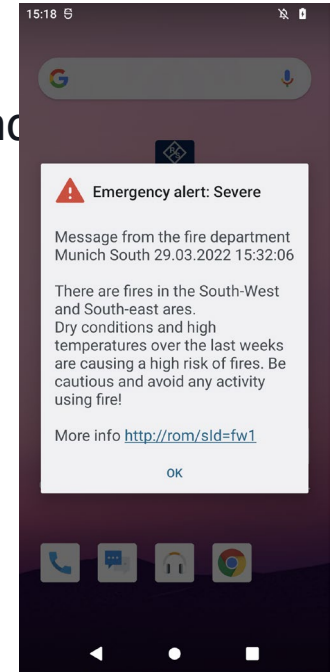 15:18
G
Emergency alert: Severe
Message from the fire department
Munich South 29.03.2022 15:32:06
There are fires in the South-West
and South-east ares.
Dry conditions and high
temperatures over the last weeks
are causing a high risk of fires. Be
cautious and avoid any activity
using fire!
More info http://rom/sId=fw1
OK